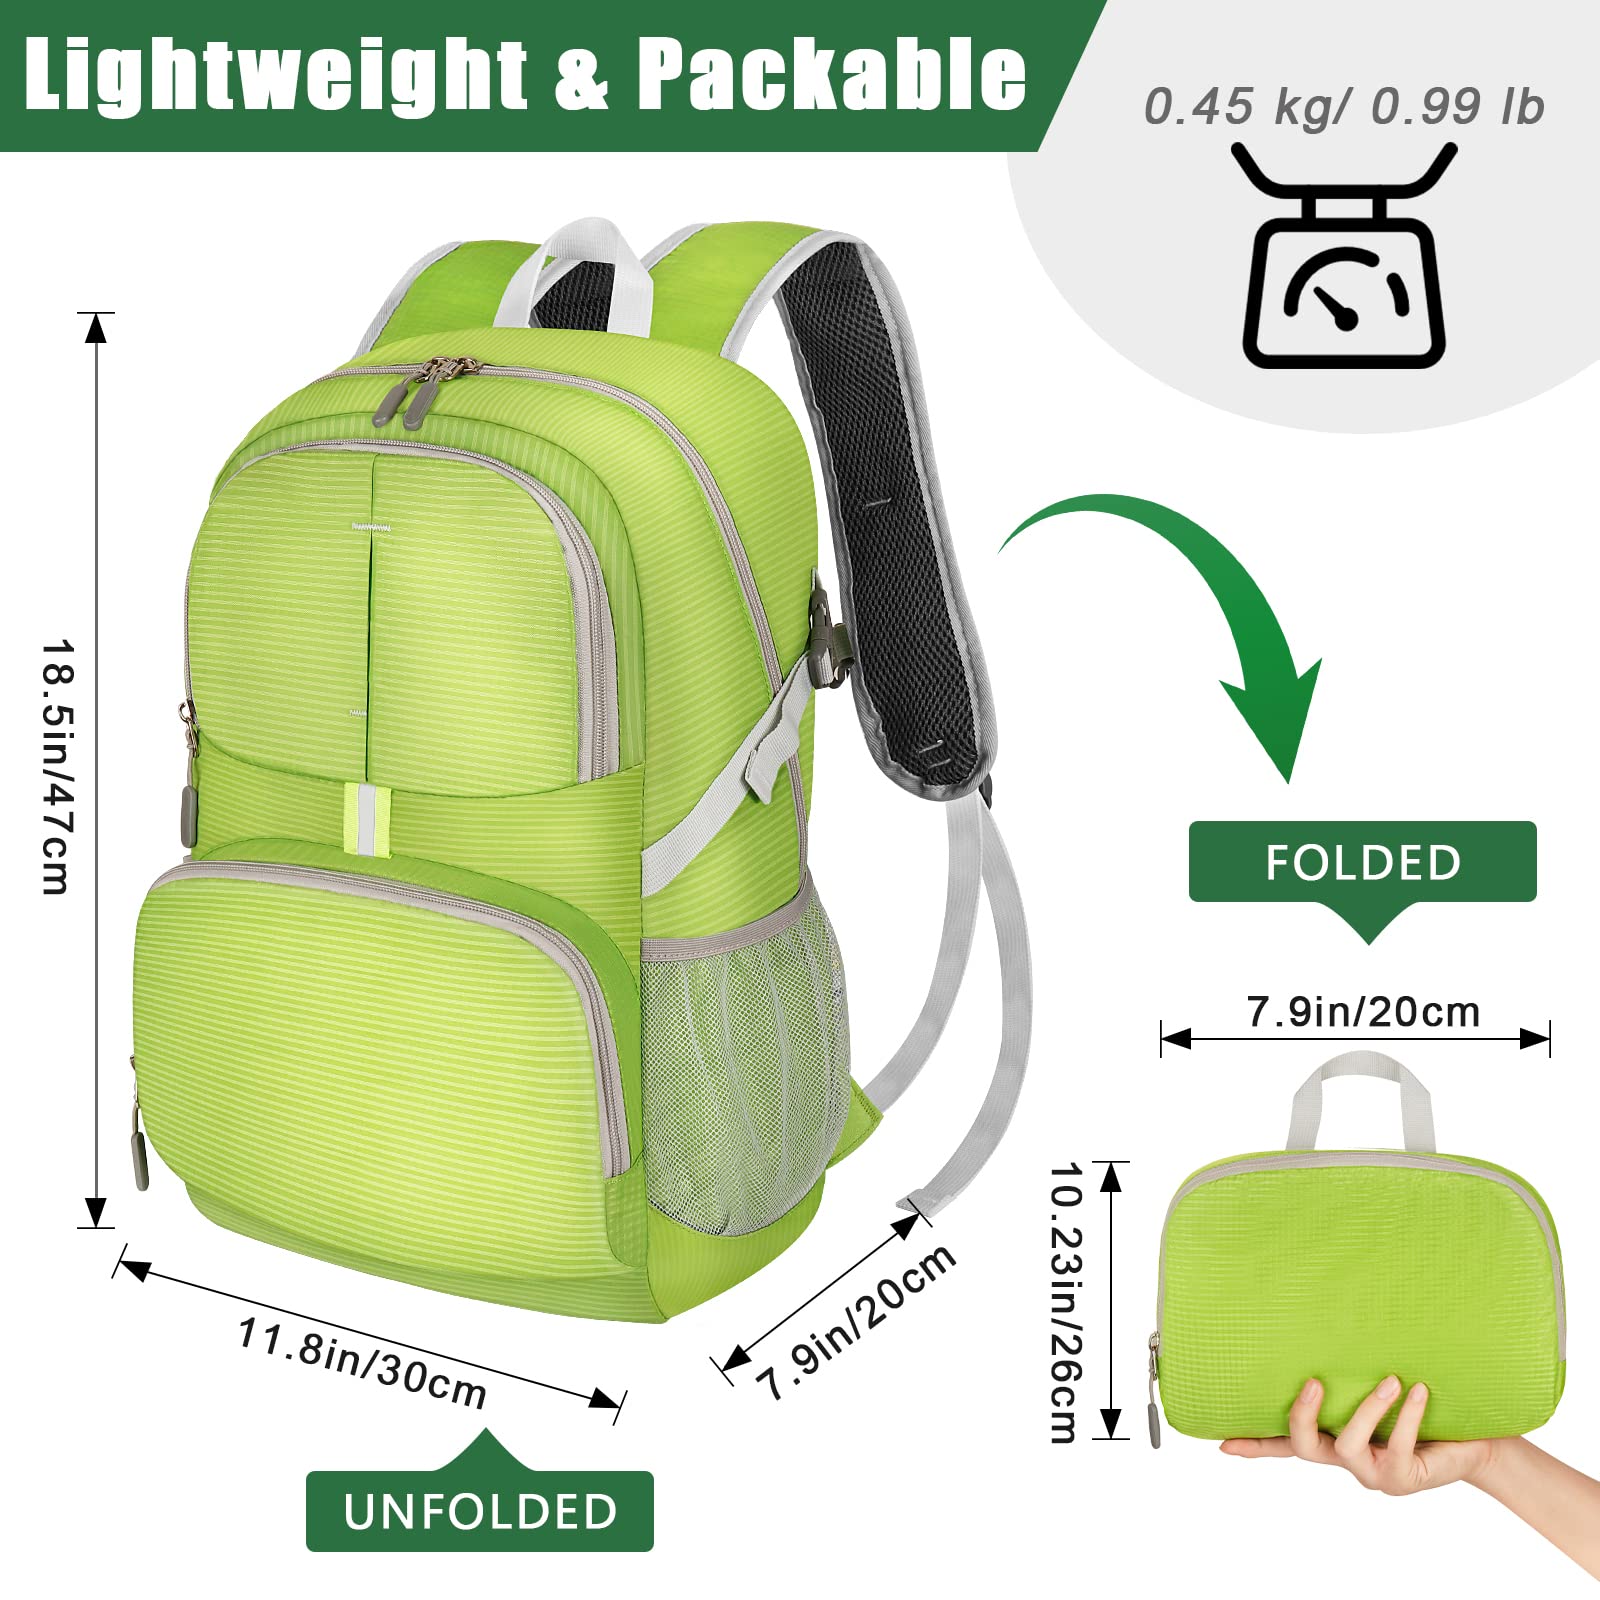 Lightweight & Packable
0.45 kg/ 0.99 lb
18.5in/47cm
FOLDED
7.9in/20cm
10.23in/26cm
7.9in/20cm
11.8in/30cm
UNFOLDED